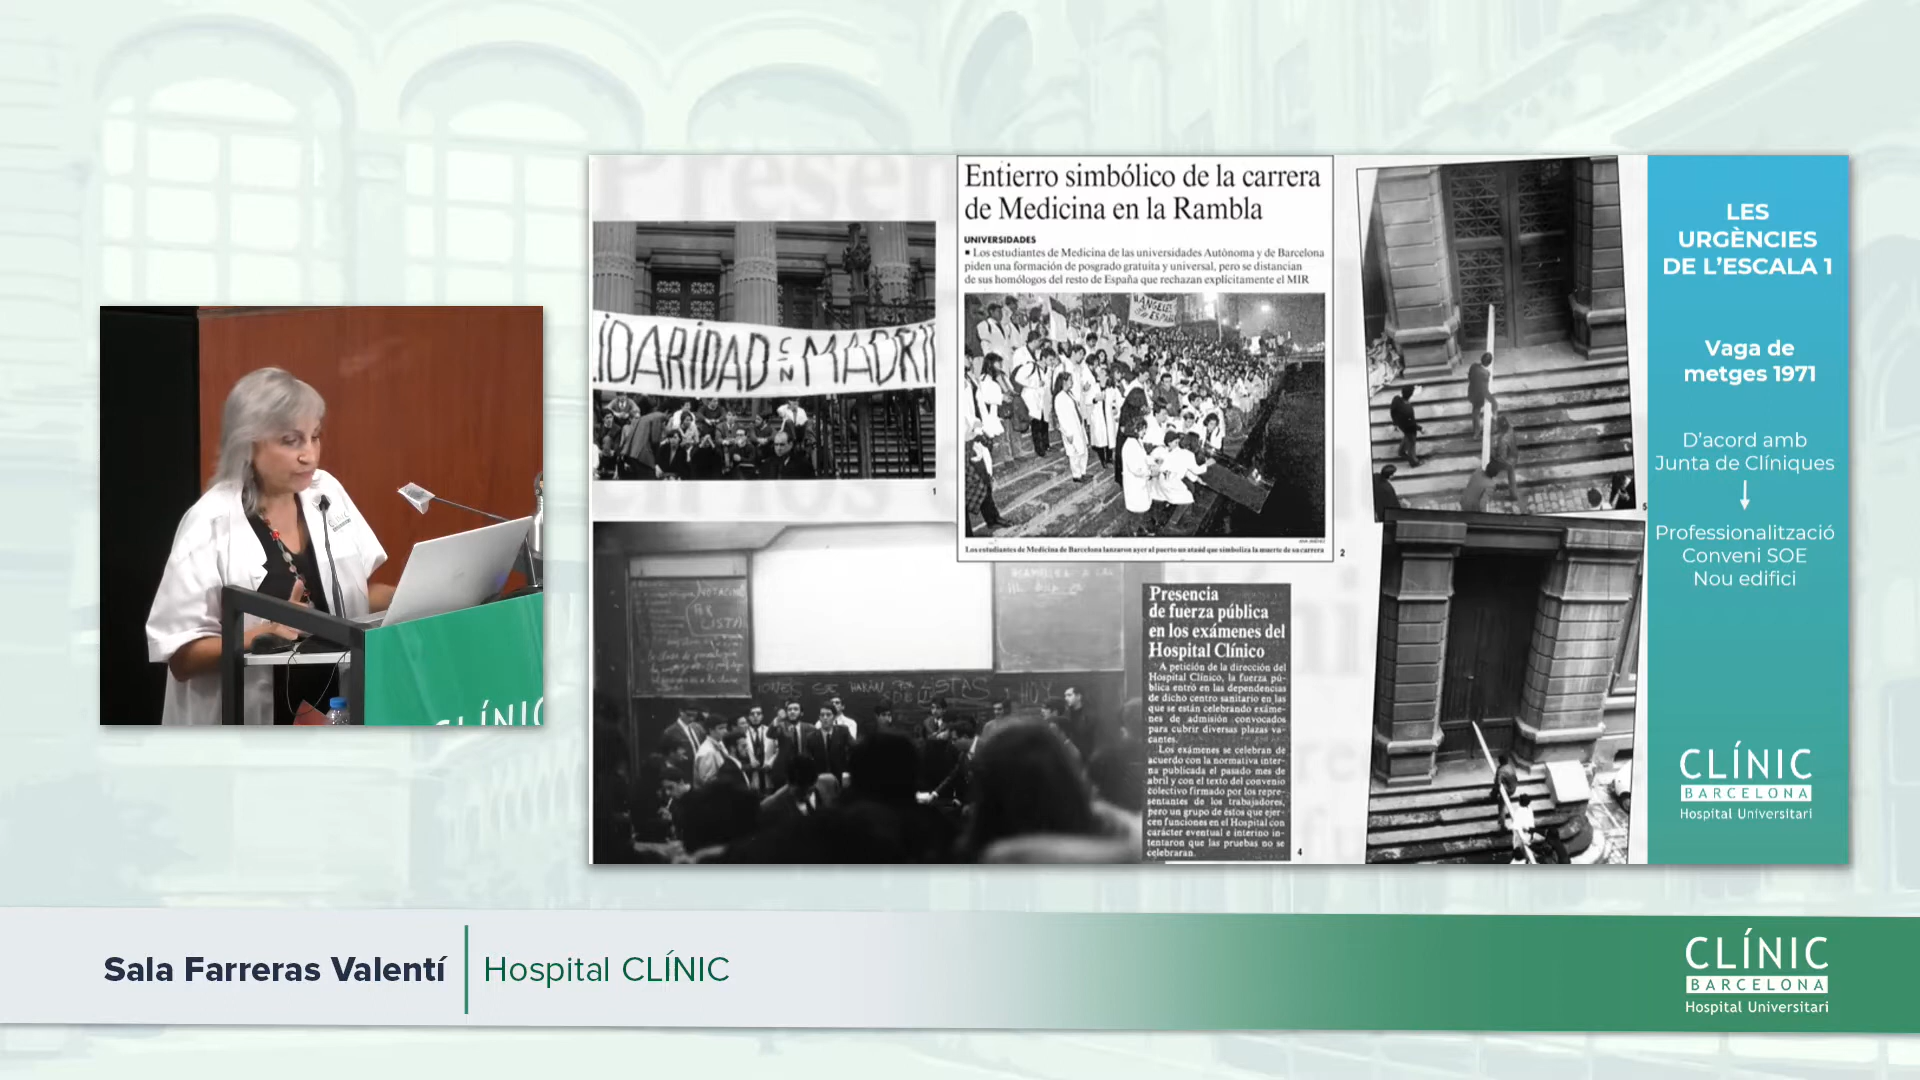 Entierro simbólico de la carrera
de Medicina en la Rambla
UNIVERSIDADES
▪ Los estudiantes de Medicina de las universidades Autònoma y de Barcelona
piden una formación de posgrado gratuita y universal, pero se distancian
de sus homólogos del resto de España que rechazan explícitamente el MIR
LIDARIDAD CON MADRI
1
Los estudiantes de Medicina de Barcelona lanzaron ayer al puerto un ataúd que simboliza la muerte de su carrera
2
5
Presencia
de fuerza pública
en los exámenes del
Hospital Clínico
A petición de la dirección del
Hospital Clínico, la fuerza pú-
blica entró en las dependencias
de dicho centro sanitario en las
que se están celebrando exáme-
nes de admisión convocados
para cubrir diversas plazas va-
cantes.
Los exámenes se celebran de
acuerdo con la normativa inter-
na publicada el pasado mes de
abril y con el texto del convenio
colectivo firmado por los repre-
sentantes de los trabajadores,
pero un grupo de éstos que ejer-
cen funciones en el Hospital con
carácter eventual e interino in-
tentaron que las pruebas no se
celebraran.
4
LES
URGÈNCIES
DE L'ESCALA 1
Vaga de
metges 1971
D'acord amb
Junta de Clíniques
Professionalització
Conveni SOE
Nou edifici
CLÍNIC
BARCELONA
Hospital Universitari
CLÍNIC
Sala Farreras Valentí
Hospital CLÍNIC
CLÍNIC
BARCELONA
Hospital Universitari